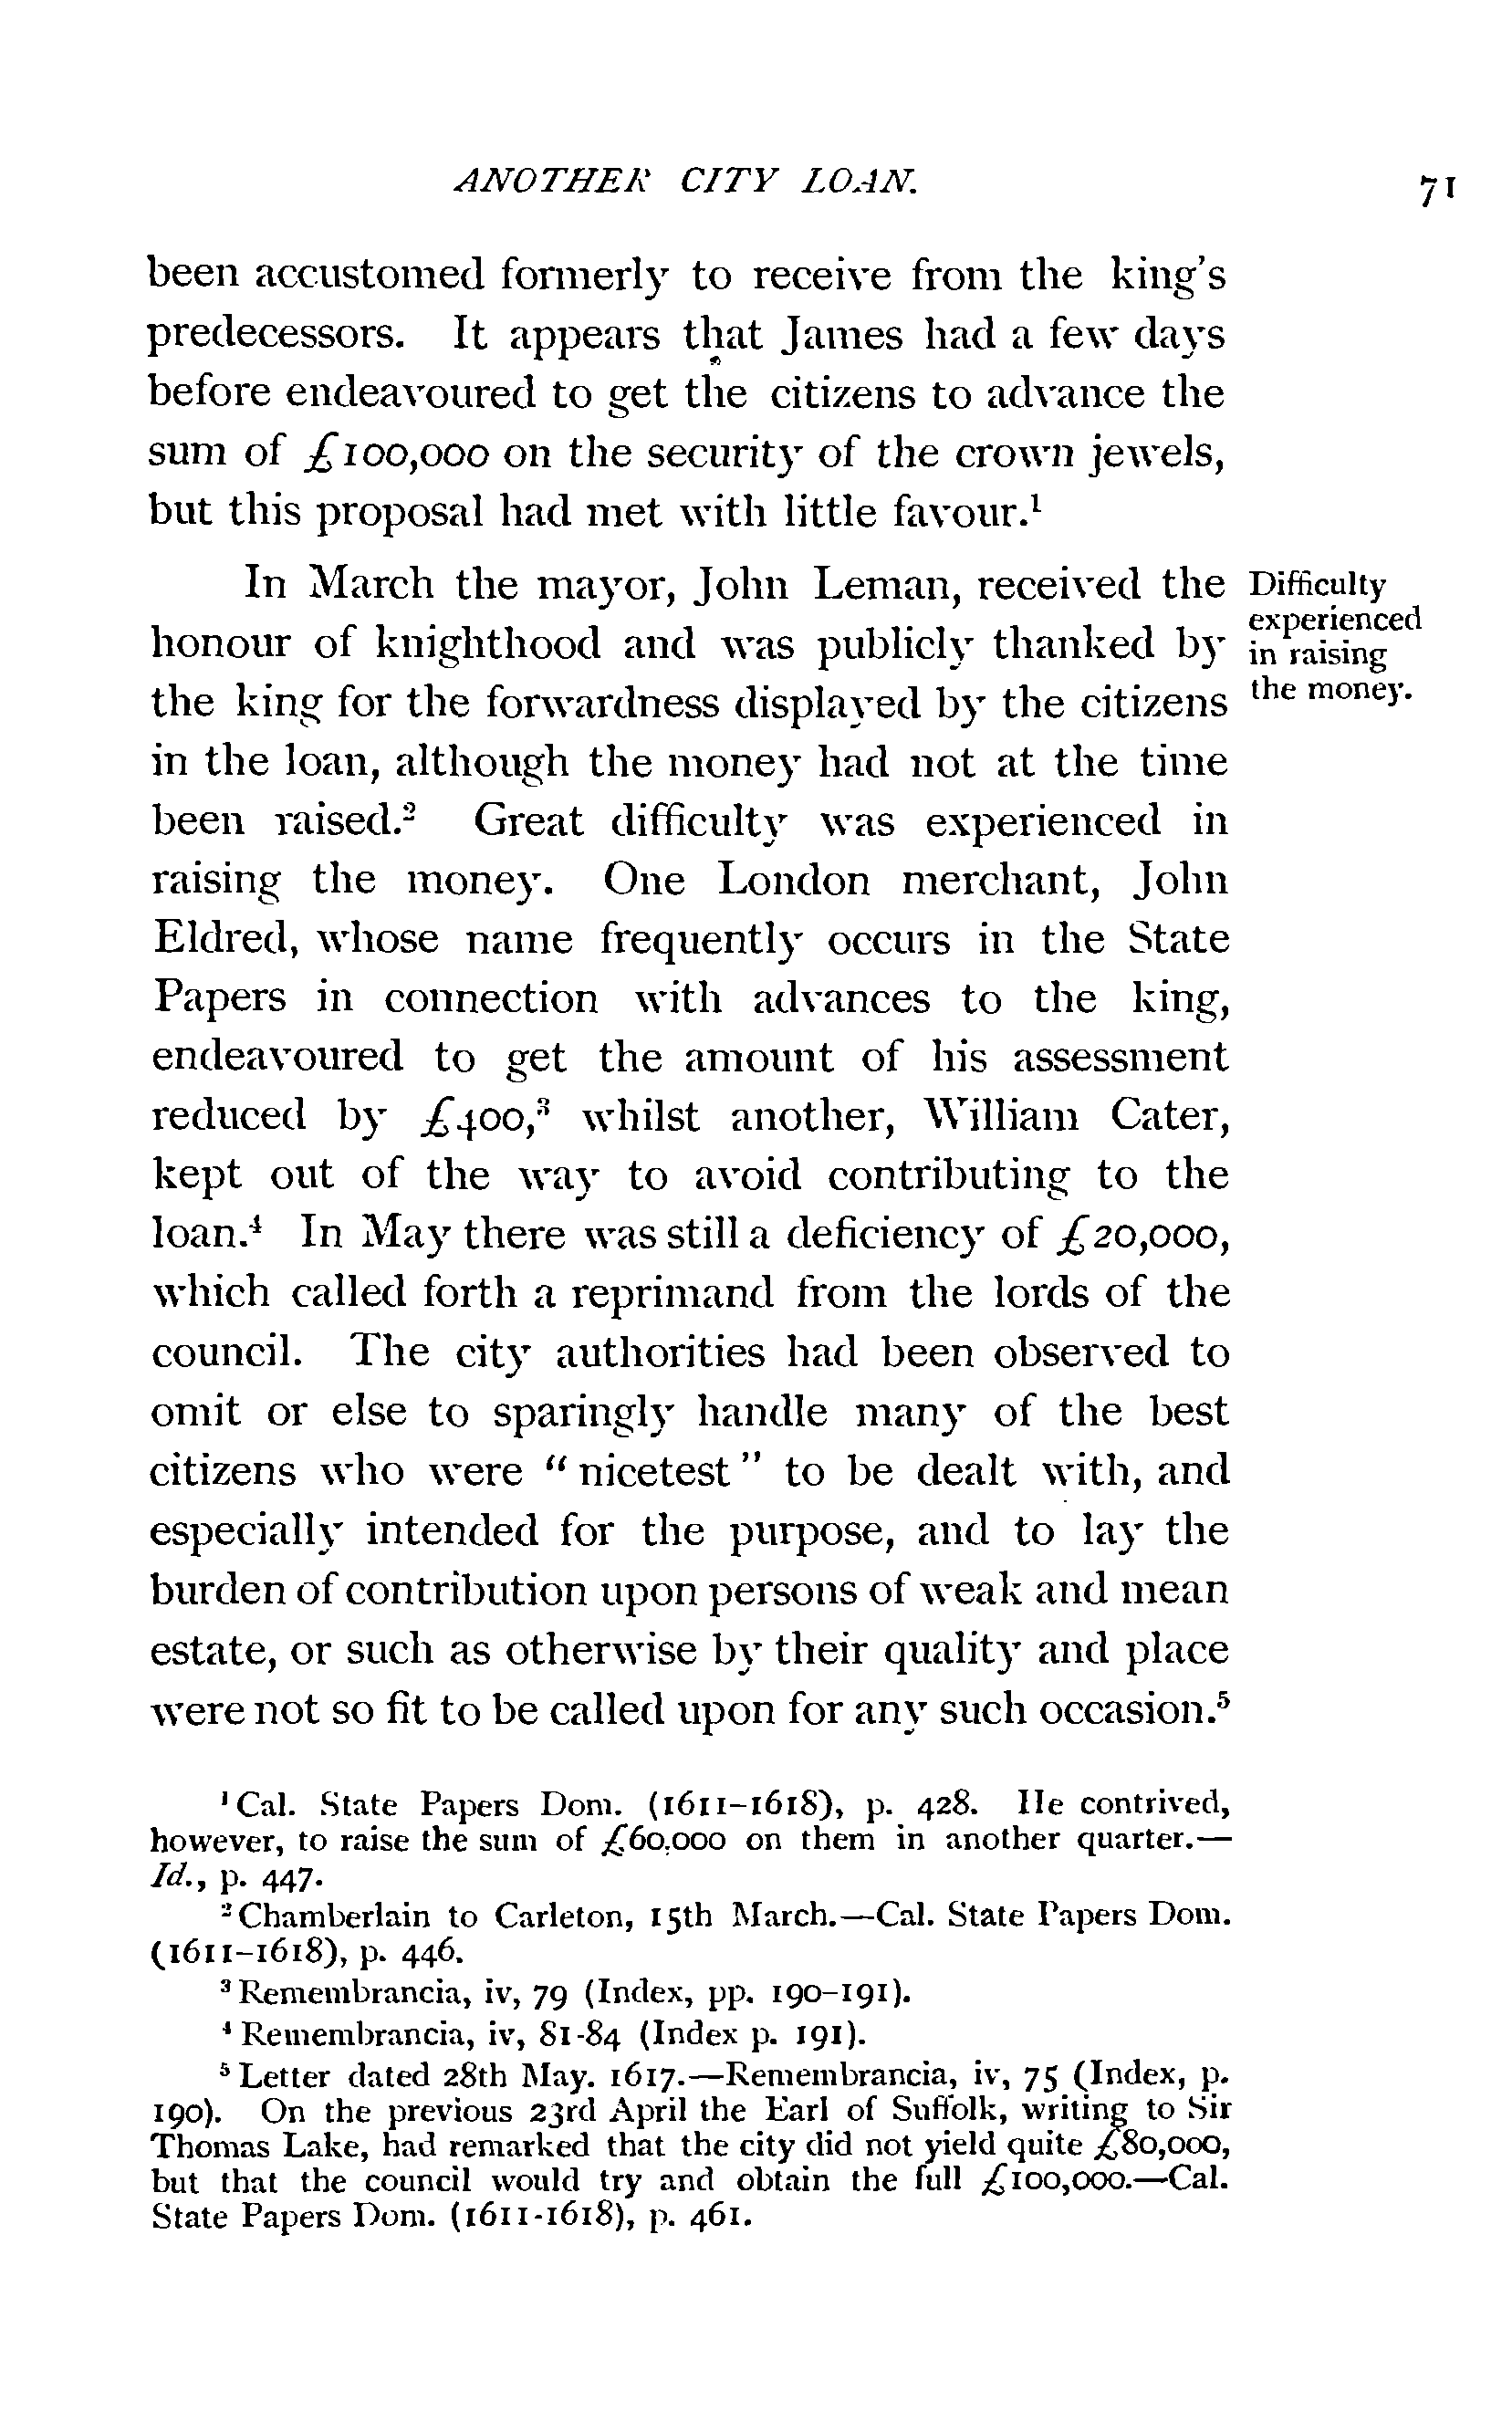 ANOTHER CITY LOAN. 71
been accustomed formerly to receive from the king's
predecessors. It appears that James had a few days
before endeavoured to get the citizens to advance the
sum of £100,000 on the security of the crown jewels,
but this proposal had met with little favour.¹
In March the mayor, John Leman, received the
honour of knighthood and was publicly thanked by
the king for the forwardness displayed by the citizens
in the loan, although the money had not at the time
been raised.² Great difficulty was experienced in
raising the money. One London merchant, John
Eldred, whose name frequently occurs in the State
Papers in connection with advances to the king,
endeavoured to get the amount of his assessment
reduced by £400,³ whilst another, William Cater,
kept out of the way to avoid contributing to the
loan.⁴ In May there was still a deficiency of £20,000,
which called forth a reprimand from the lords of the
council. The city authorities had been observed to
omit or else to sparingly handle many of the best
citizens who were "nicetest" to be dealt with, and
especially intended for the purpose, and to lay the
burden of contribution upon persons of weak and mean
estate, or such as otherwise by their quality and place
were not so fit to be called upon for any such occasion.⁵
Difficulty
experienced
in raising
the money.
¹ Cal. State Papers Dom. (1611-1618), p. 428. He contrived,
however, to raise the sum of £60,000 on them in another quarter.—
Id., p. 447.
² Chamberlain to Carleton, 15th March.—Cal. State Papers Dom.
(1611-1618), p. 446.
³ Remembrancia, iv, 79 (Index, pp. 190-191).
⁴ Remembrancia, iv, 81-84 (Index p. 191).
⁵ Letter dated 28th May. 1617.—Remembrancia, iv, 75 (Index, p.
190). On the previous 23rd April the Earl of Suffolk, writing to Sir
Thomas Lake, had remarked that the city did not yield quite £80,000,
but that the council would try and obtain the full £100,000.—Cal.
State Papers Dom. (1611-1618), p. 461.